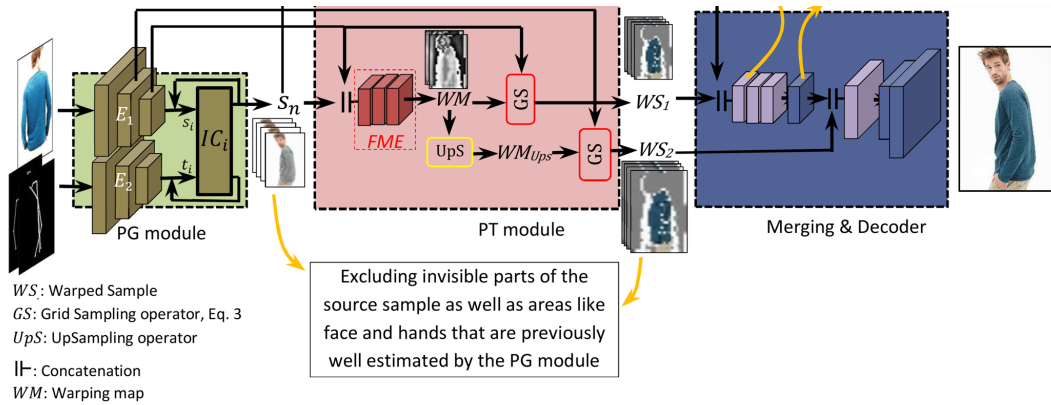 E1
E2
si
ti
ICi
PG module
Sn
FME
WM
UpS
WMUps
GS
GS
WS1
WS2
PT module
Merging & Decoder
Excluding invisible parts of the
source sample as well as areas like
face and hands that are previously
well estimated by the PG module
WS: Warped Sample
GS: Grid Sampling operator, Eq. 3
UpS: UpSampling operator
⊪: Concatenation
WM: Warping map